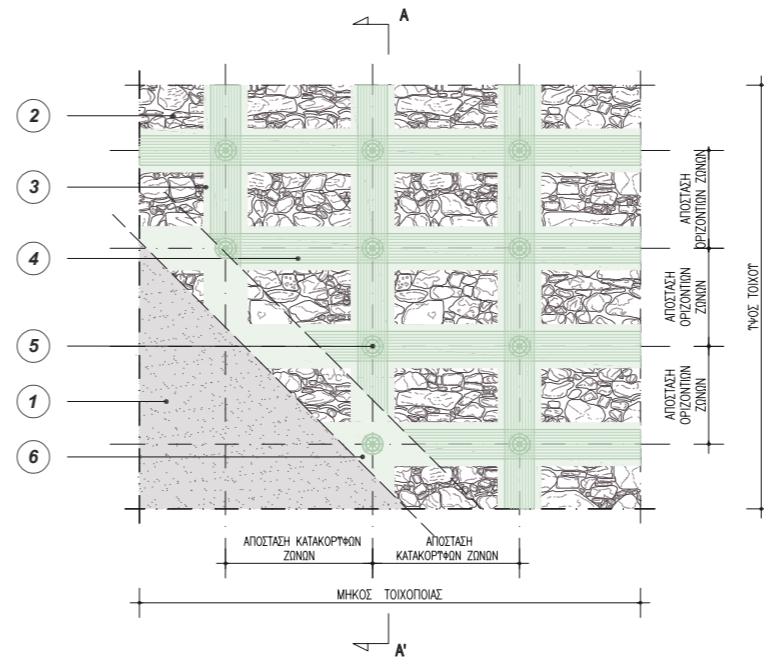 A
2
3
4
5
1
6
ΑΠΟΣΤΑΣΗ
ΟΡΙΖΟΝΤΙΩΝ ΖΩΝΩΝ
ΑΠΟΣΤΑΣΗ
ΟΡΙΖΟΝΤΙΩΝ
ΖΩΝΩΝ
ΑΠΟΣΤΑΣΗ
ΟΡΙΖΟΝΤΙΩΝ
ΖΩΝΩΝ
ΥΨΟΣ ΤΟΙΧΟΥ
ΑΠΟΣΤΑΣΗ ΚΑΤΑΚΟΡΥΦΩΝ
ΖΩΝΩΝ
ΑΠΟΣΤΑΣΗ
ΚΑΤΑΚΟΡΥΦΩΝ ΖΩΝΩΝ
ΜΗΚΟΣ ΤΟΙΧΟΠΟΙΑΣ
A'